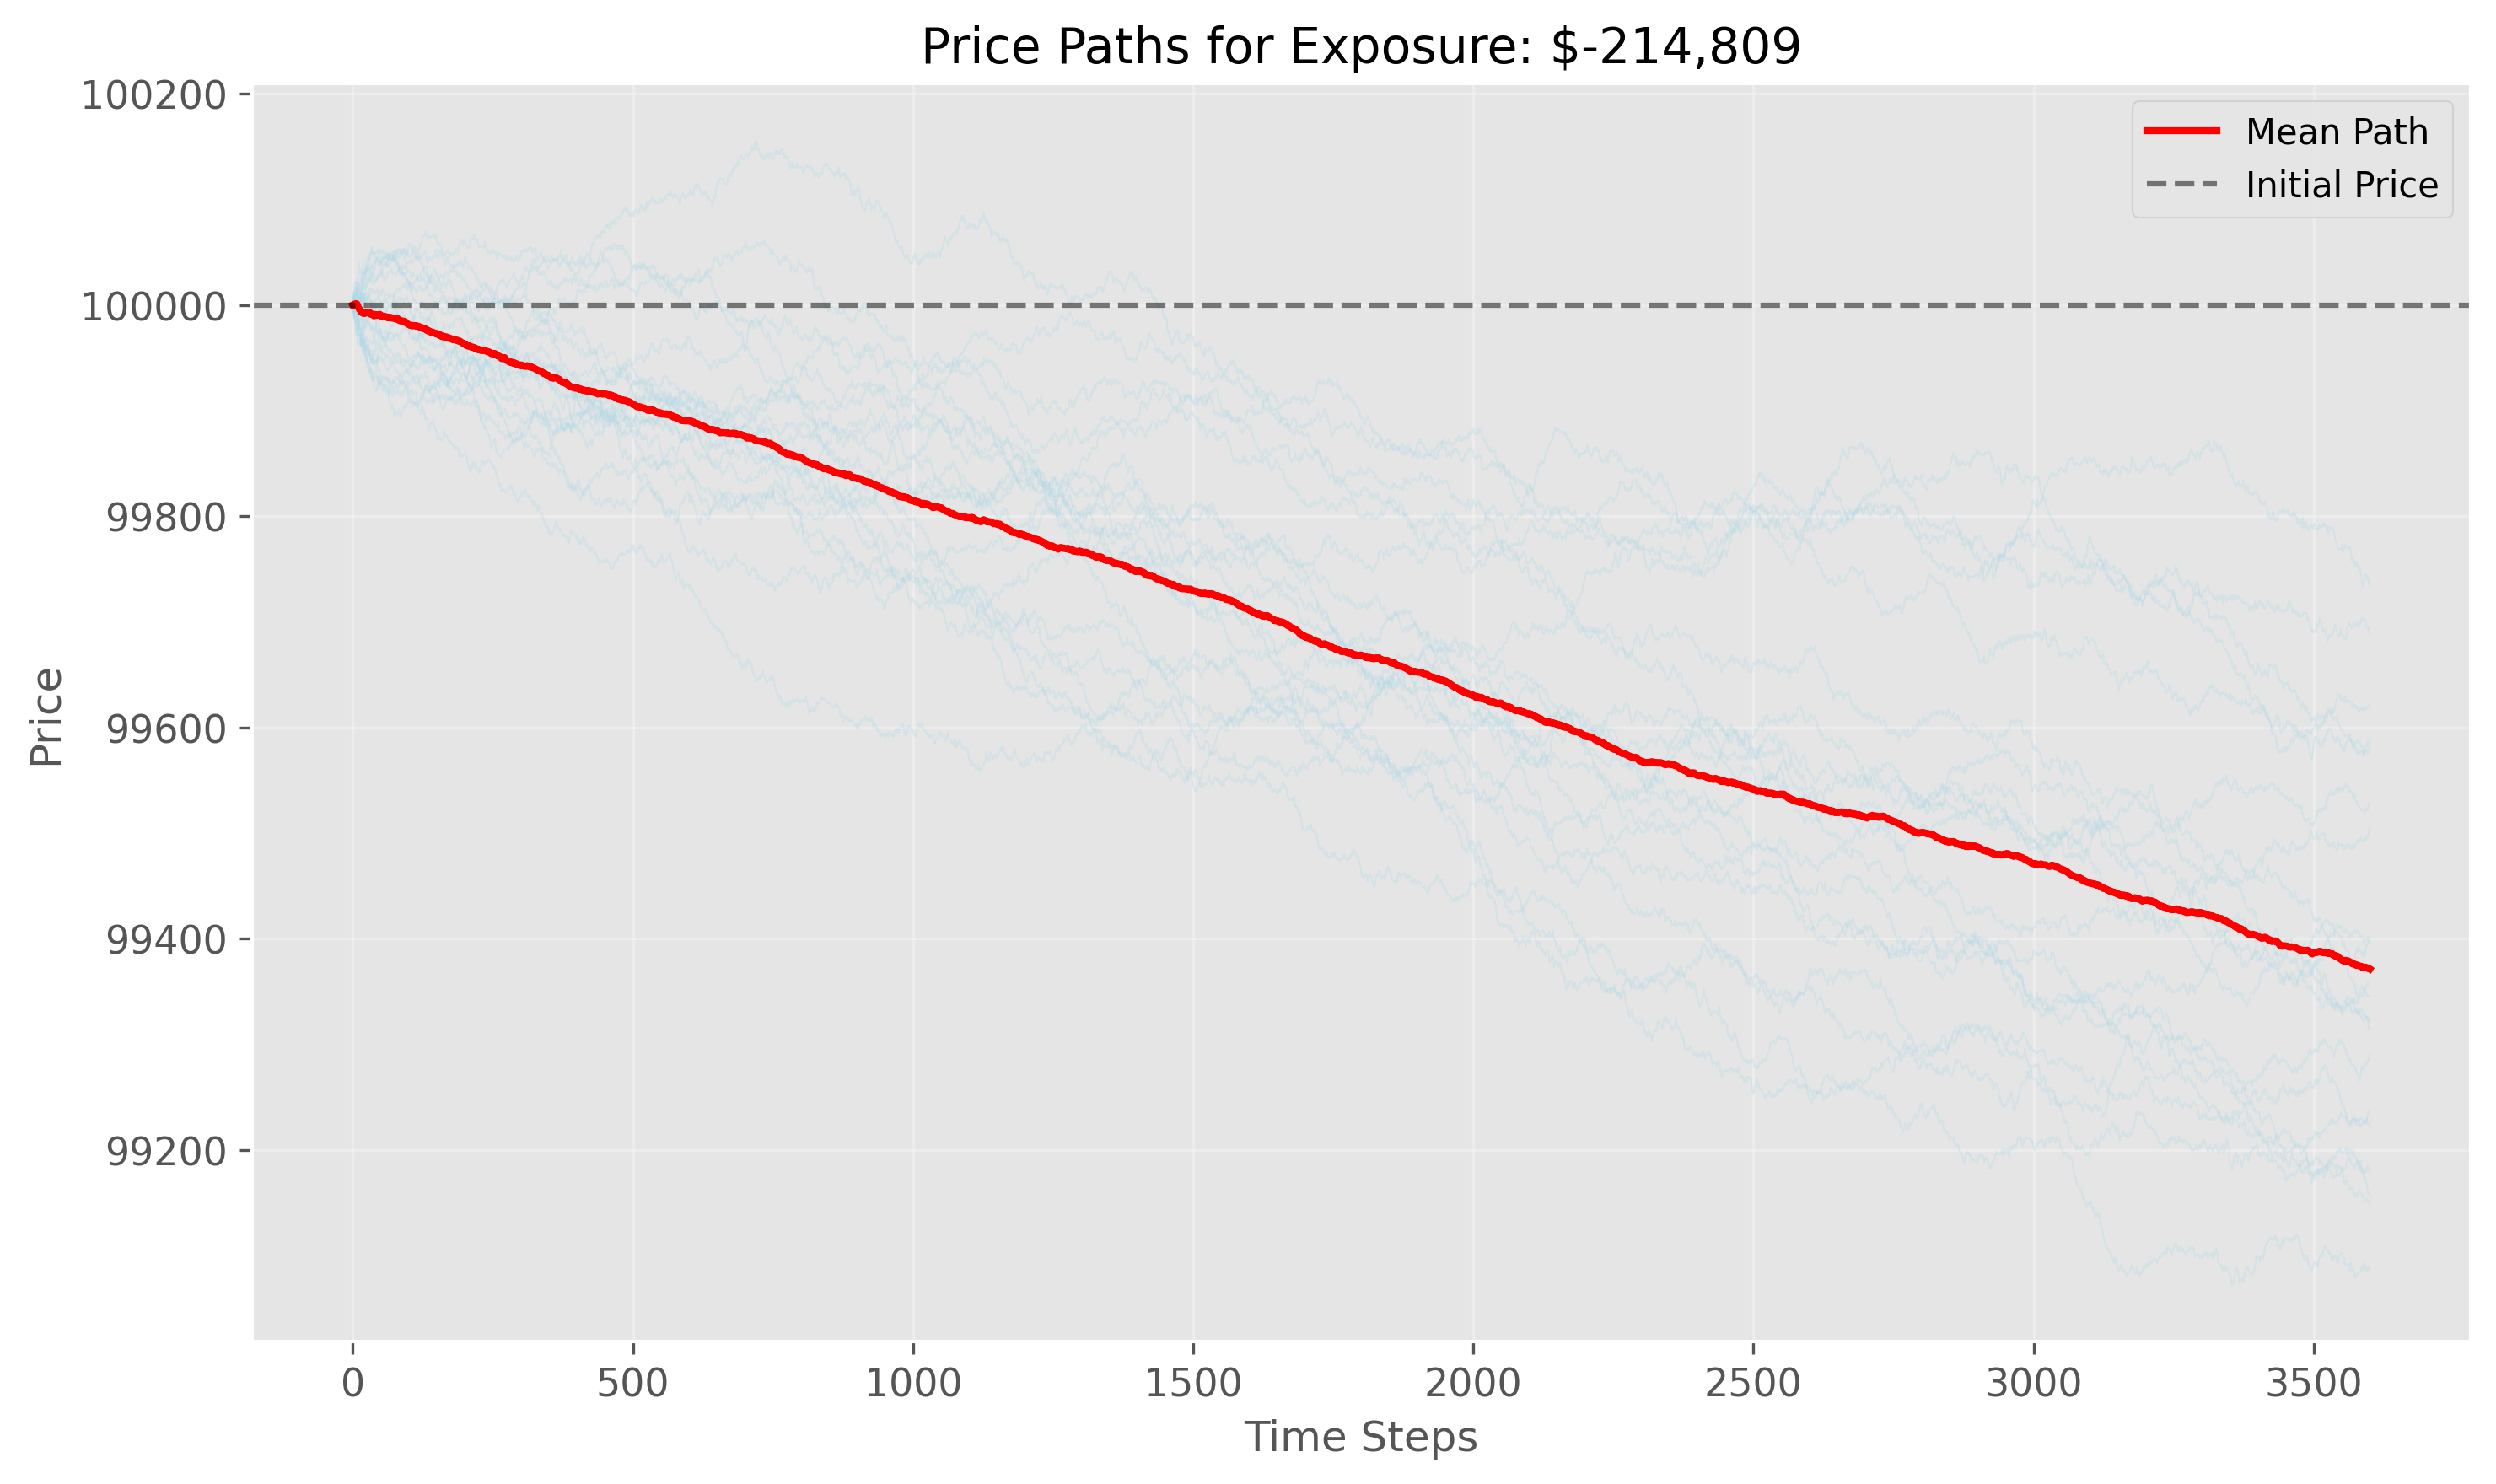 Price Paths for Exposure: $-214,809
Mean Path
Initial Price
Price
100200
100000
99800
99600
99400
99200
0 500 1000 1500 2000 2500 3000 3500
Time Steps